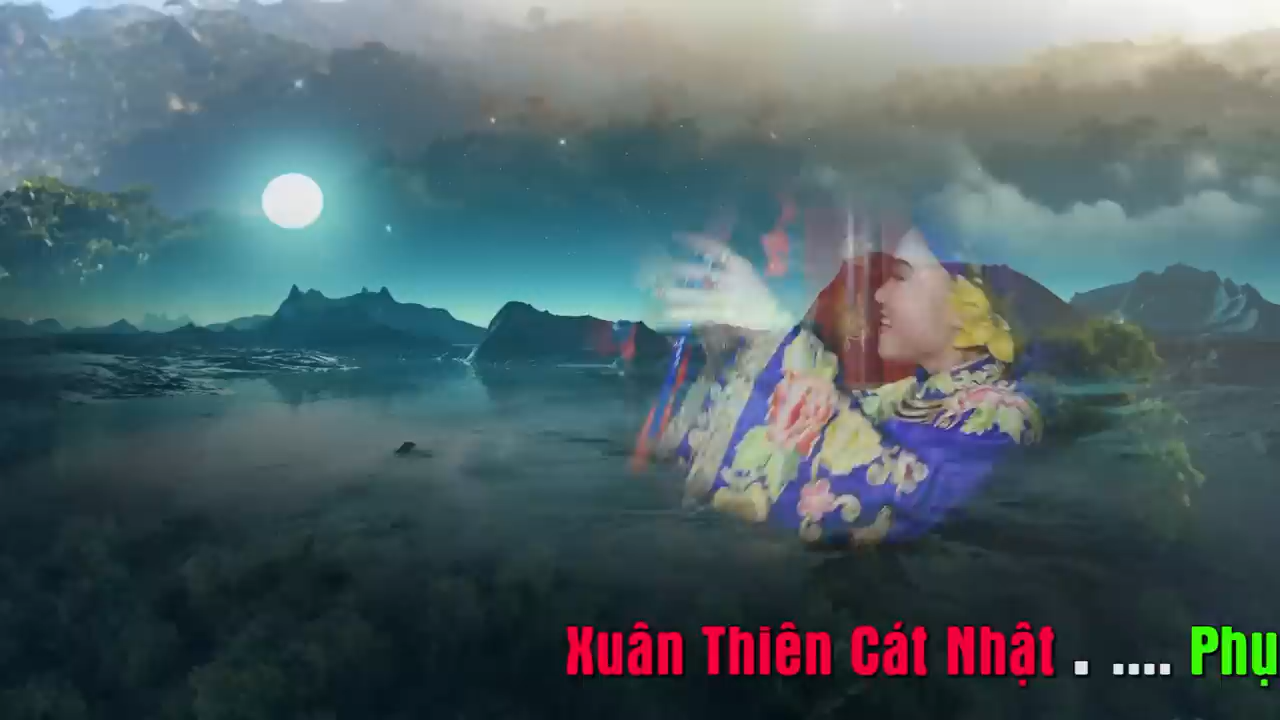 Xuân Thiên Cát Nhật . .... Phụ